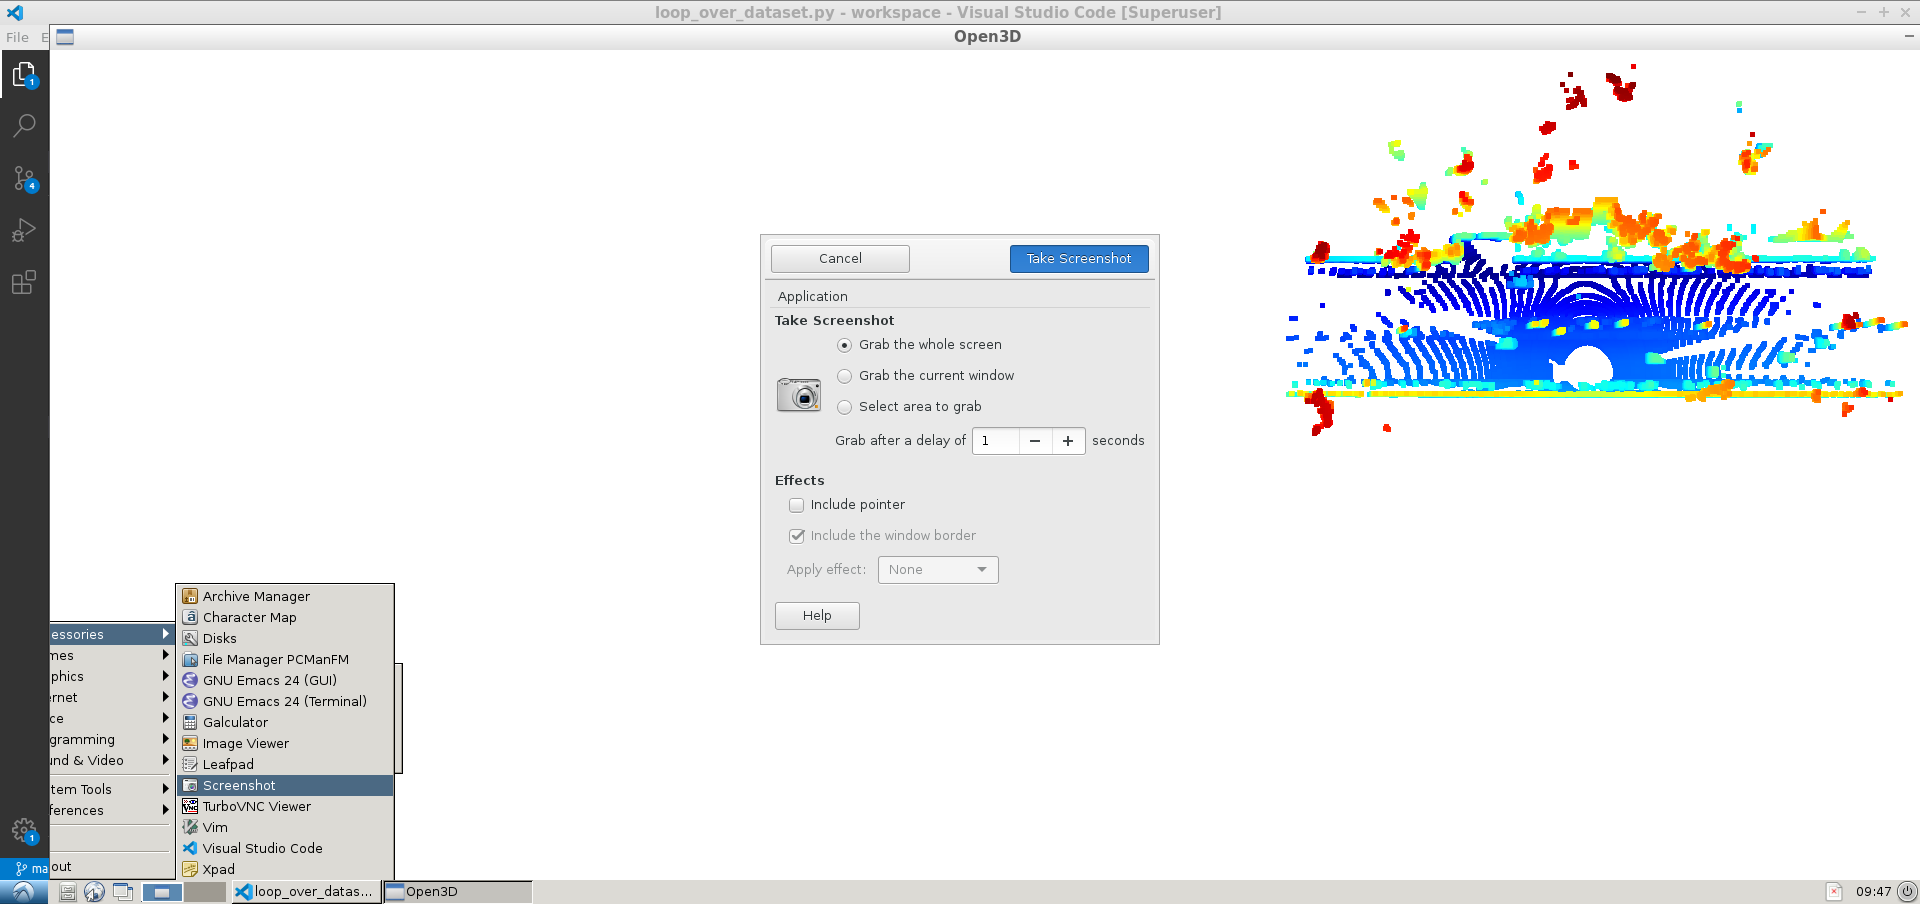 loop_over_dataset.py - workspace - Visual Studio Code [Superuser]
File E
Open3D
1
4
Cancel
Take Screenshot
Application
Take Screenshot
Grab the whole screen
Grab the current window
Select area to grab
Grab after a delay of 1 seconds
Effects
Include pointer
Include the window border
Apply effect: None
Help
Archive Manager
Character Map
Disks
File Manager PCManFM
GNU Emacs 24 (GUI)
GNU Emacs 24 (Terminal)
Galculator
Image Viewer
Leafpad
Screenshot
TurboVNC Viewer
Vim
Visual Studio Code
Xpad
essories
mes
phics
ernet
ce
gramming
und & Video
tem Tools
ferences
out
1
ma
loop_over_datas...
Open3D
09:47